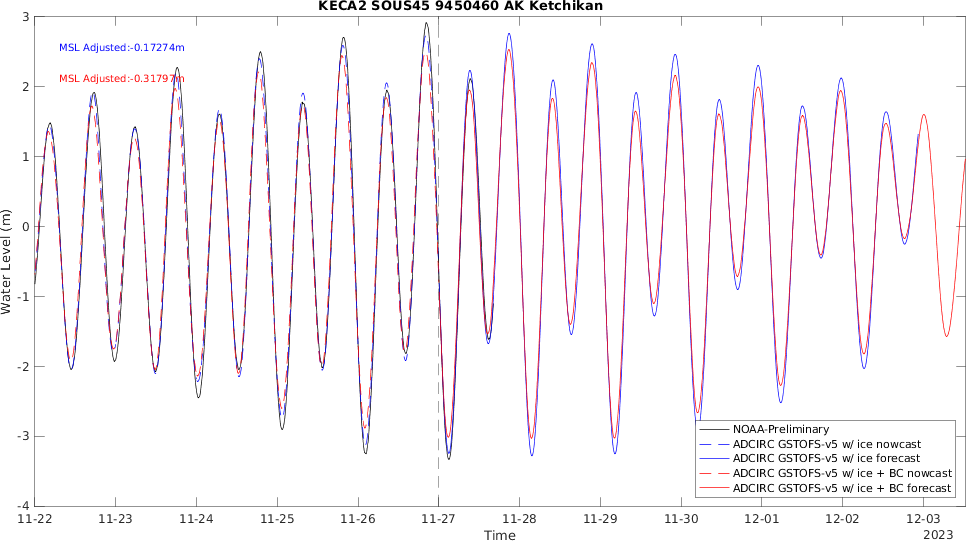 KECA2 SOUS45 9450460 AK Ketchikan
MSL Adjusted:-0.17274m
MSL Adjusted:-0.31797m
Water Level (m)
3
2
1
0
-1
-2
-3
-4
NOAA-Preliminary
ADCIRC GSTOFS-v5 w/ ice nowcast
ADCIRC GSTOFS-v5 w/ ice forecast
ADCIRC GSTOFS-v5 w/ ice + BC nowcast
ADCIRC GSTOFS-v5 w/ ice + BC forecast
11-22 11-23 11-24 11-25 11-26 11-27 11-28 11-29 11-30 12-01 12-02 12-03
Time
2023